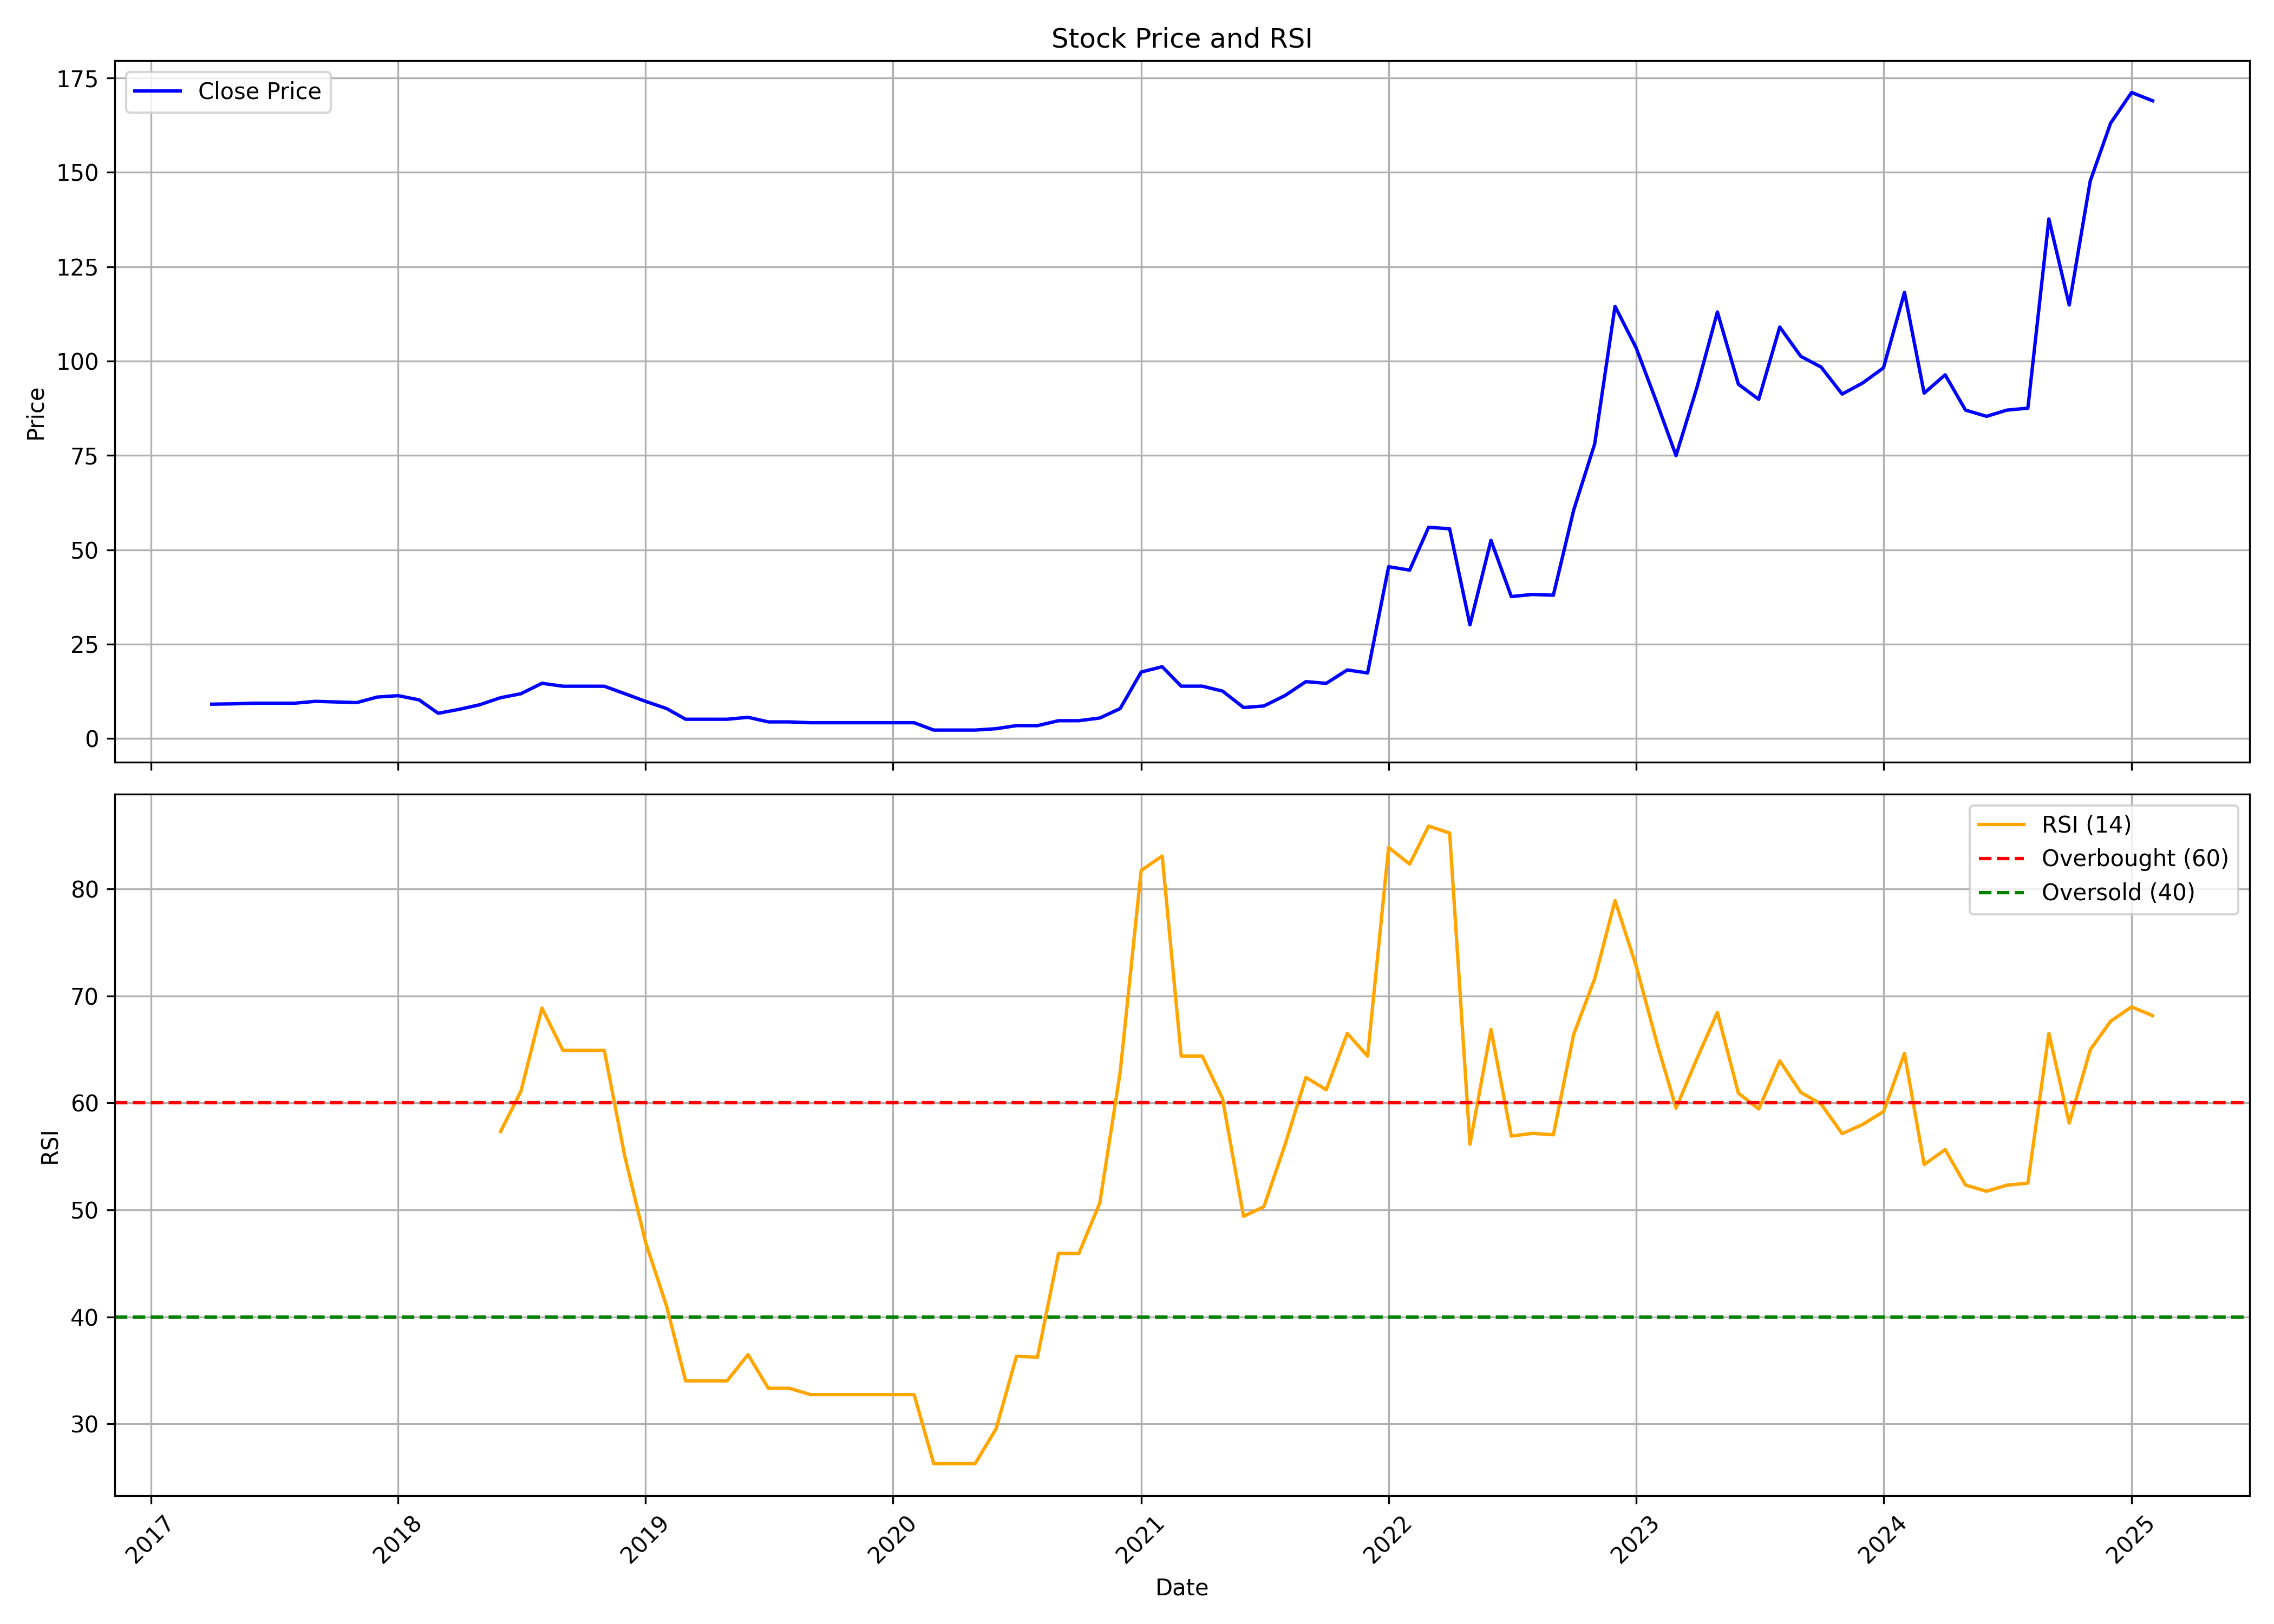 Stock Price and RSI
Close Price
175
150
125
100
75
50
25
0
Price
RSI (14)
Overbought (60)
Oversold (40)
80
70
60
50
40
30
RSI
2017
2018
2019
2020
2021
2022
2023
2024
2025
Date